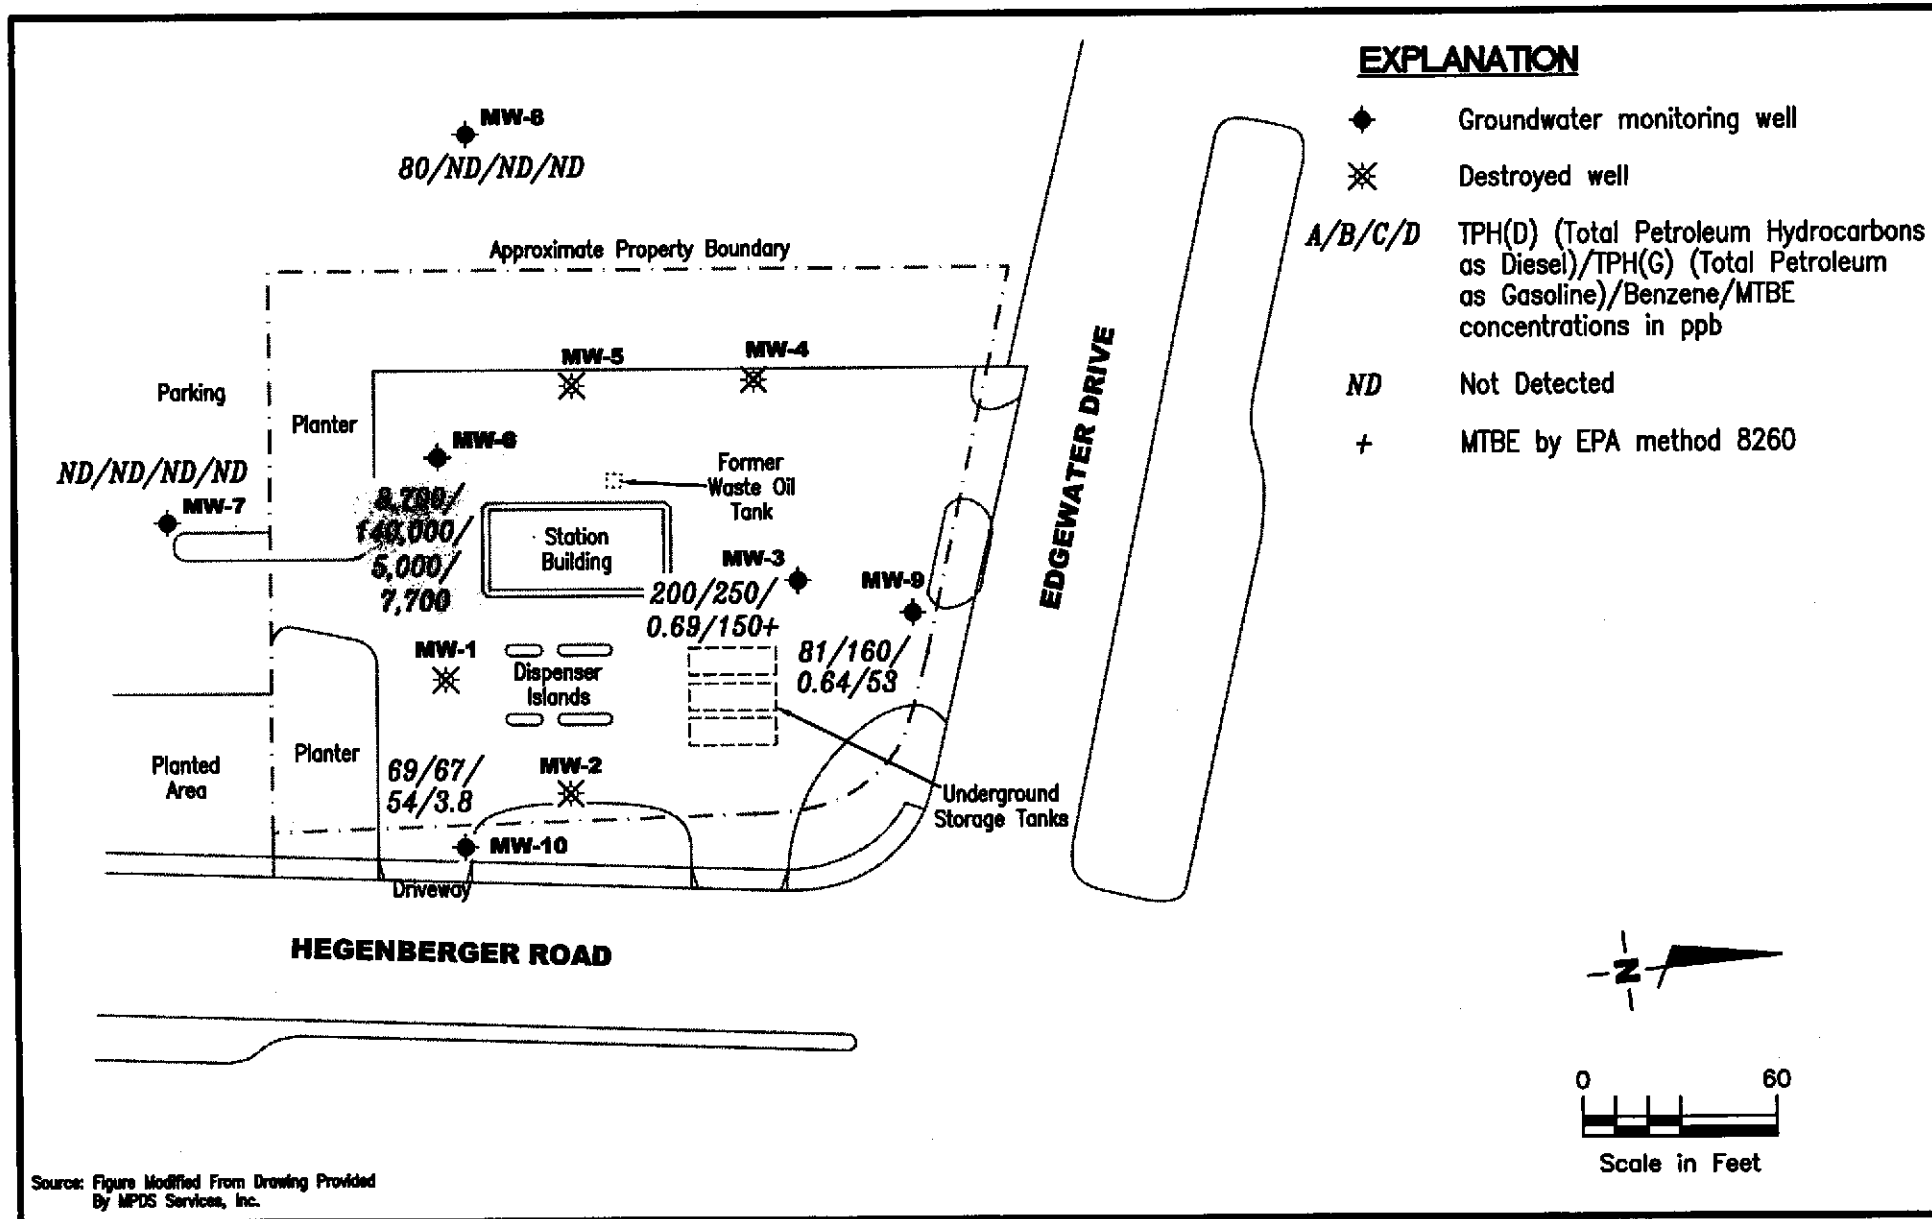 EXPLANATION
Groundwater monitoring well
Destroyed well
A/B/C/D
TPH(D) (Total Petroleum Hydrocarbons
as Diesel)/TPH(G) (Total Petroleum
as Gasoline)/Benzene/MTBE
concentrations in ppb
ND
Not Detected
+
MTBE by EPA method 8260
MW-8
80/ND/ND/ND
Approximate Property Boundary
MW-5
MW-4
Parking
Planter
MW-6
Former
Waste Oil
Tank
ND/ND/ND/ND
MW-7
8,700/
140,000/
5,000/
7,700
Station
Building
MW-3
200/250/
0.69/150+
MW-9
81/160/
0.64/53
EDGEWATER DRIVE
MW-1
Dispenser
Islands
Planted
Area
Planter
69/67/
54/3.8
MW-2
Underground
Storage Tanks
MW-10
Driveway
HEGENBERGER ROAD
N
0 60
Scale in Feet
Source: Figure Modified From Drawing Provided
By MPDS Services, Inc.